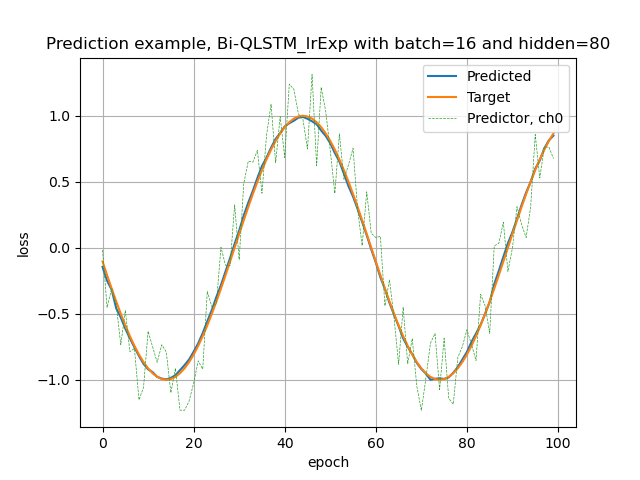 Prediction example, Bi-QLSTM_lrExp with batch=16 and hidden=80
Predicted
Target
Predictor, ch0
1.0
0.5
0.0
−0.5
−1.0
loss
0 20 40 60 80 100
epoch